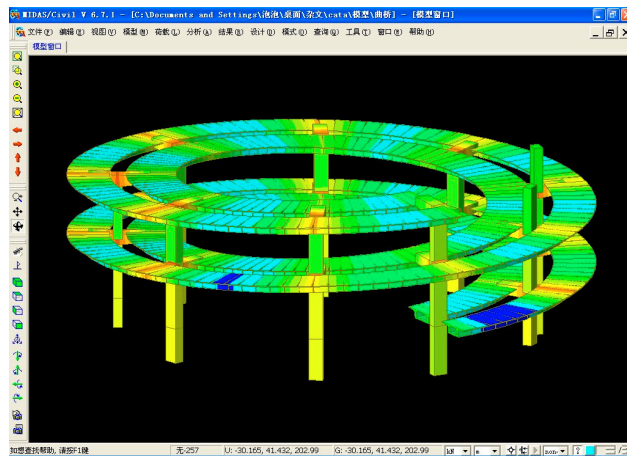 MIDAS/Civil V 6.7.1 - [C:\Documents and Settings\泡泡\桌面\杂文\cata\模型\曲桥] - [模型窗口]
文件(F) 编辑(E) 视图(V) 模型(M) 荷载(L) 分析(A) 结果(R) 设计(D) 模式(O) 查询(Q) 工具(T) 窗口(W) 帮助(H)
模型窗口
如想查找帮助, 请按F1键 无-257 U: -30.165, 41.432, 202.99 G: -30.165, 41.432, 202.99 kN m non-